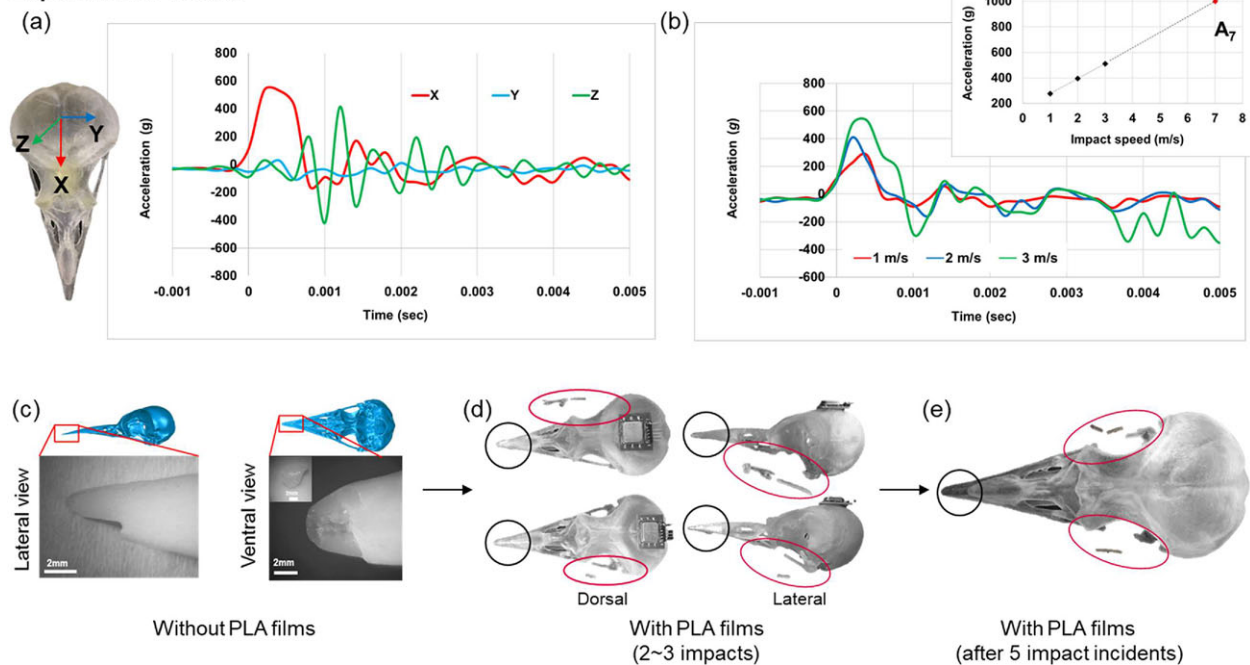 (a)
800
600
400
200
0
-200
-400
-600
-800
Acceleration (g)
X
Y
Z
-0.001
0
0.001
0.002
0.003
0.004
0.005
Time (sec)
Z
Y
X
(b)
800
600
400
200
0
-200
-400
-600
Acceleration (g)
1 m/s
2 m/s
3 m/s
-0.001
0
0.001
0.002
0.003
0.004
0.005
Time (sec)
1000
800
600
400
200
Acceleration (g)
A7
0 1 2 3 4 5 6 7 8
Impact speed (m/s)
(c)
Lateral view
2mm
Ventral view
2mm
Without PLA films
(d)
Dorsal
Lateral
With PLA films
(2~3 impacts)
(e)
With PLA films
(after 5 impact incidents)